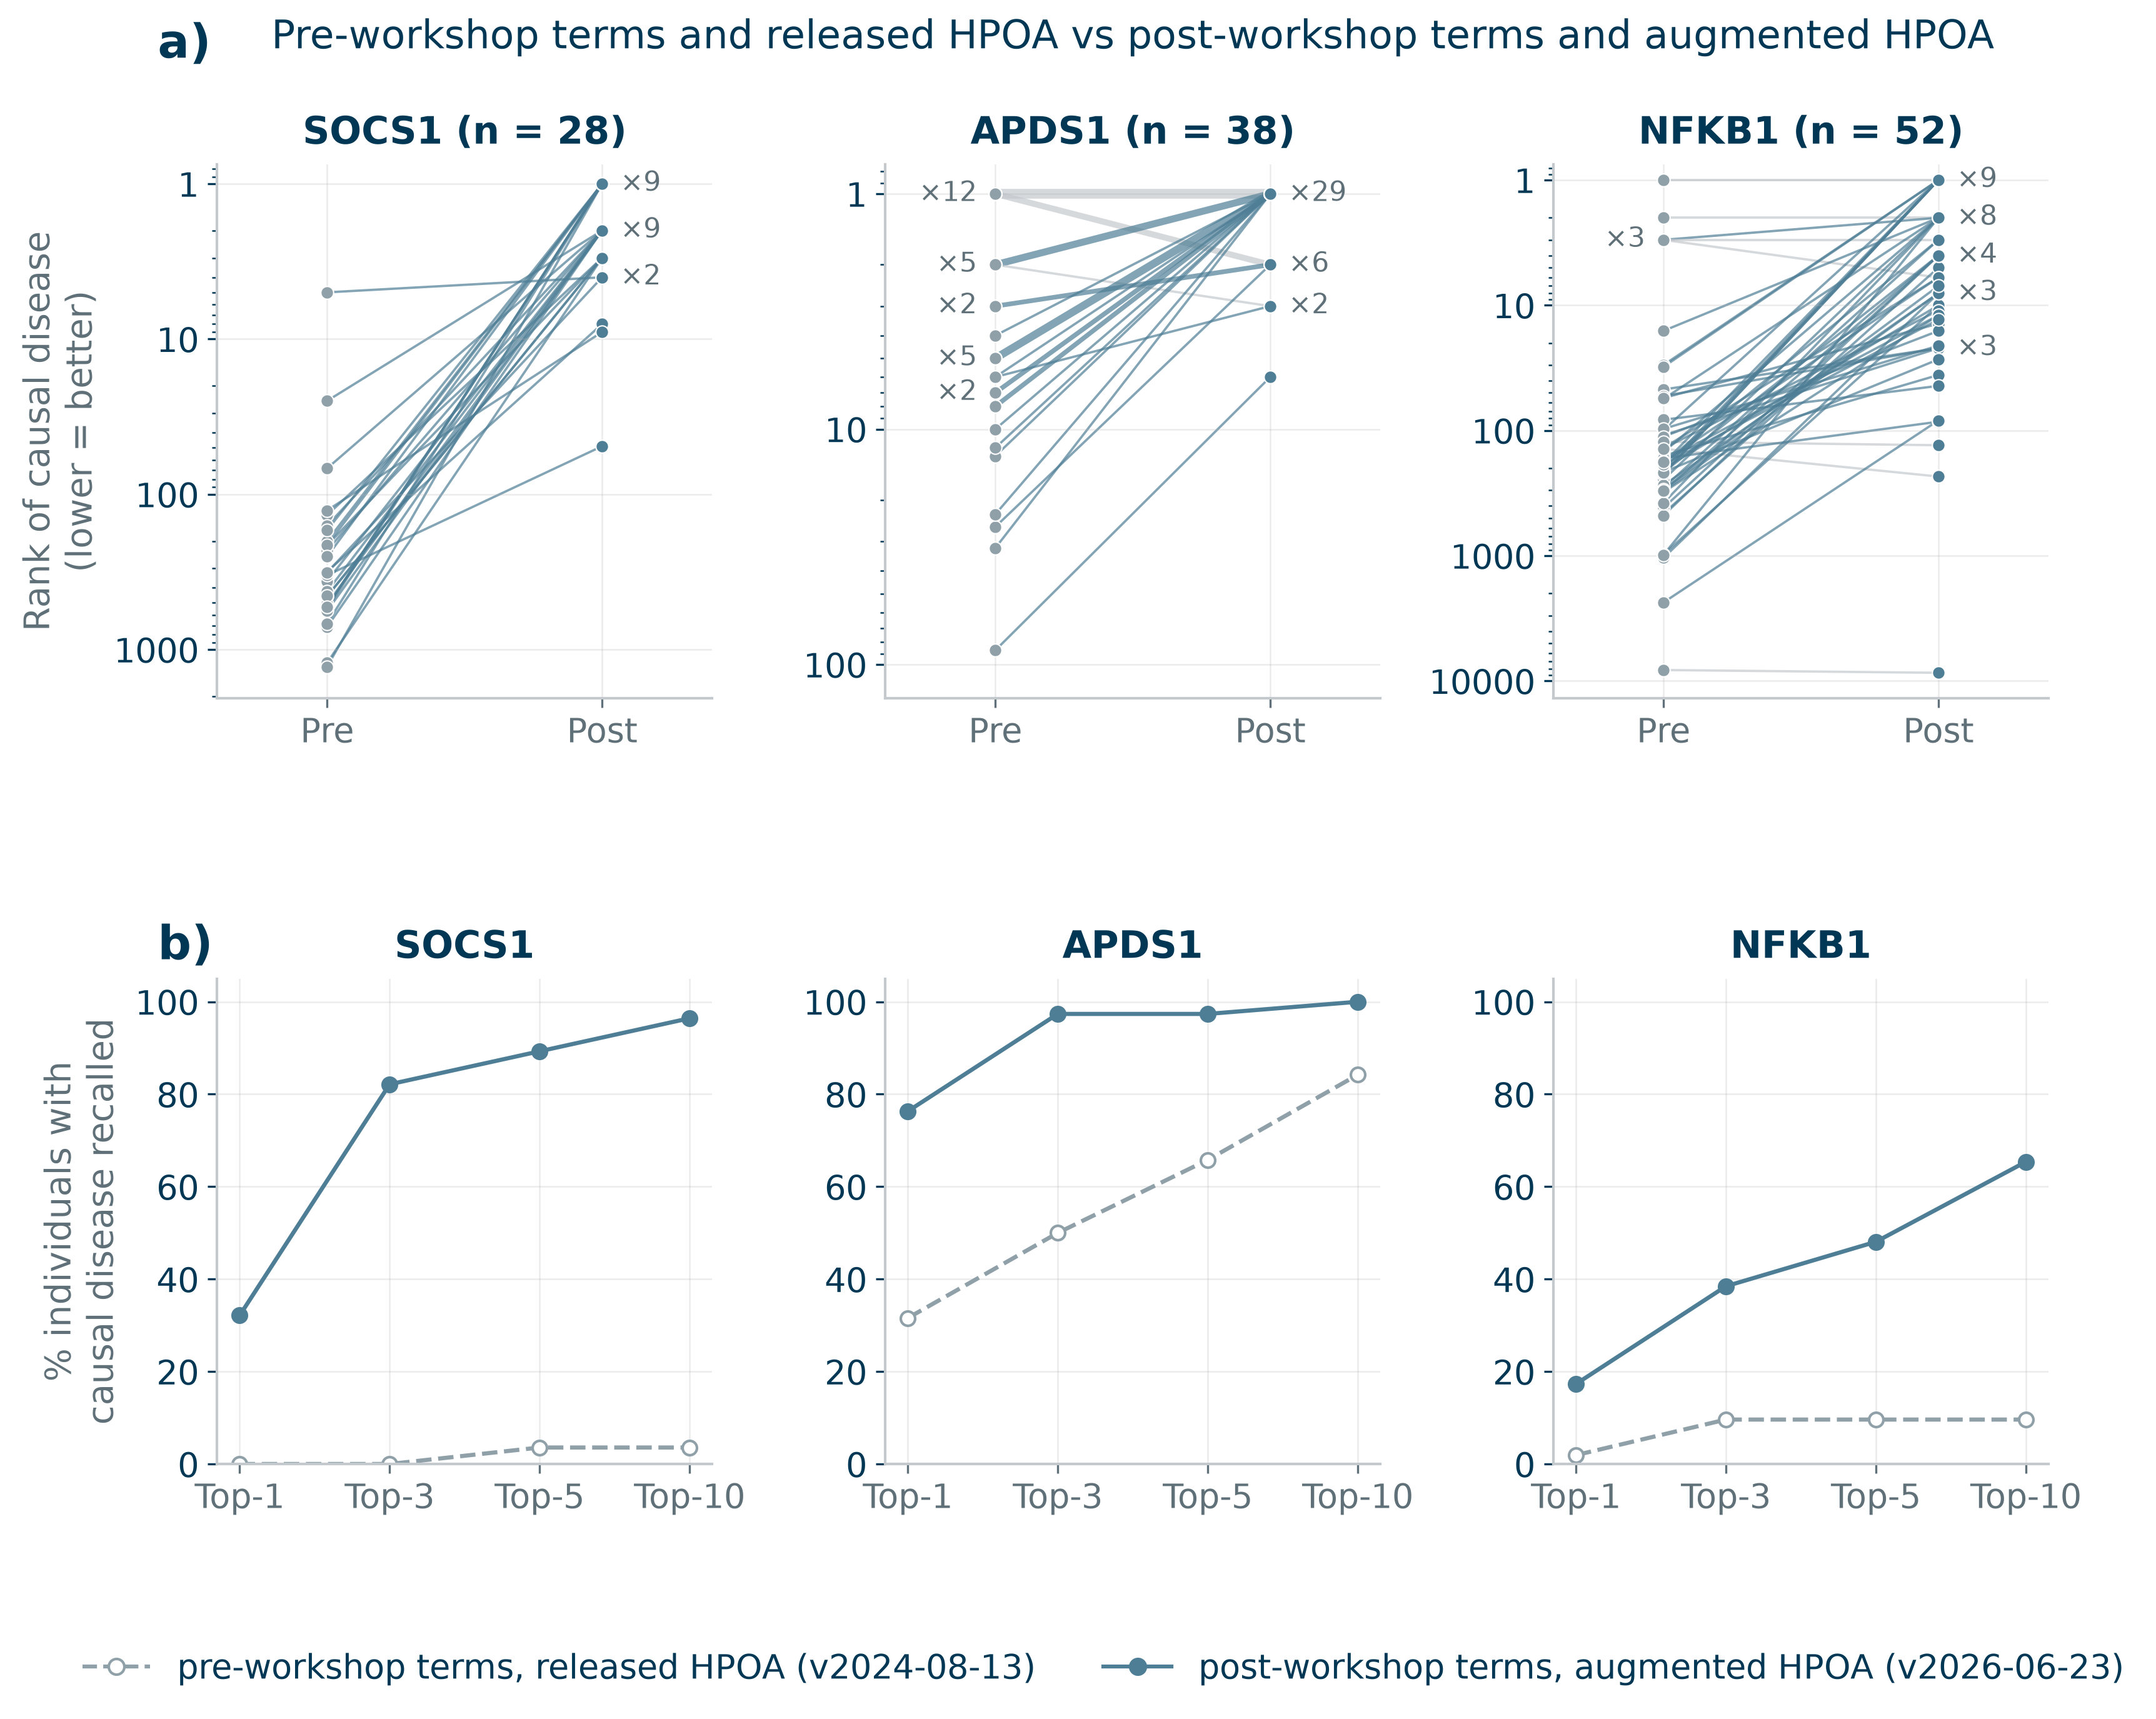 a) Pre-workshop terms and released HPOA vs post-workshop terms and augmented HPOA
SOCS1 (n = 28)
Rank of causal disease
(lower = better)
1
10
100
1000
×9
×9
×2
Pre
Post
APDS1 (n = 38)
1
10
100
×12
×5
×2
×5
×2
×29
×6
×2
Pre
Post
NFKB1 (n = 52)
1
10
100
1000
10000
×3
×9
×8
×4
×3
×3
Pre
Post
b)
SOCS1
% individuals with
causal disease recalled
100
80
60
40
20
0
Top-1
Top-3
Top-5
Top-10
APDS1
100
80
60
40
20
0
Top-1
Top-3
Top-5
Top-10
NFKB1
100
80
60
40
20
0
Top-1
Top-3
Top-5
Top-10
pre-workshop terms, released HPOA (v2024-08-13)
post-workshop terms, augmented HPOA (v2026-06-23)